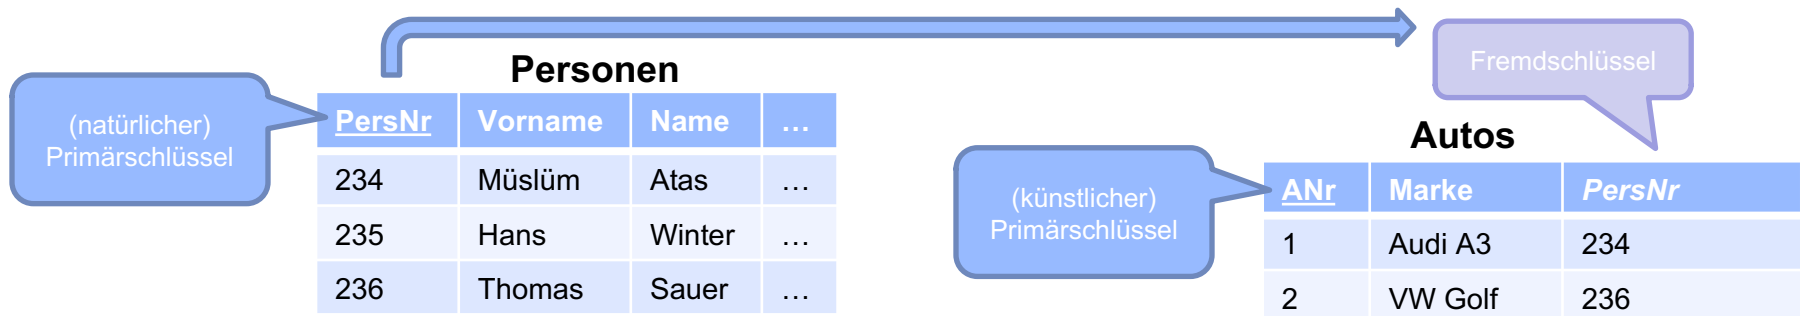 Personen
(natürlicher)
Primärschlüssel
PersNr Vorname Name …
234 Müslüm Atas …
235 Hans Winter …
236 Thomas Sauer …
Fremdschlüssel
Autos
(künstlicher)
Primärschlüssel
ANr Marke PersNr
1 Audi A3 234
2 VW Golf 236